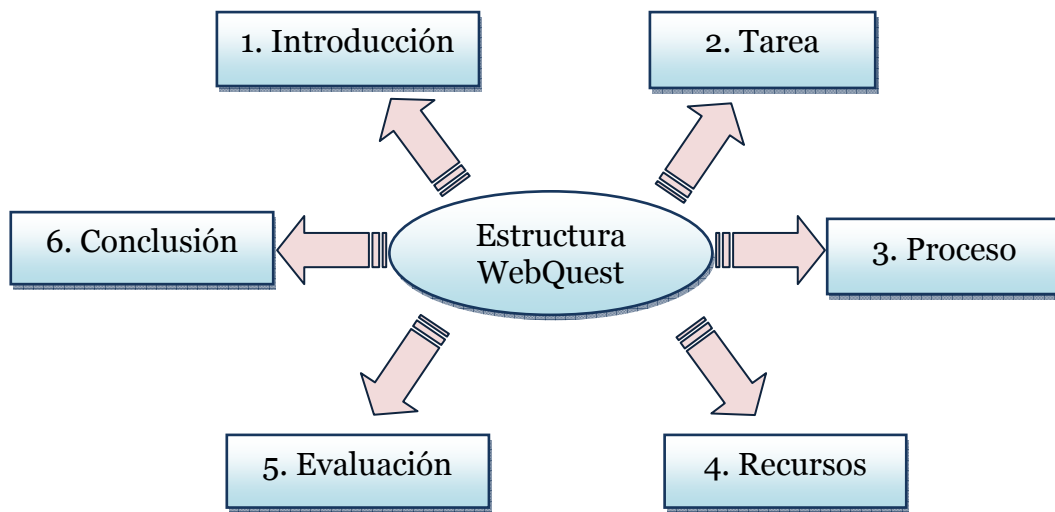 1. Introducción
2. Tarea
6. Conclusión
Estructura
WebQuest
3. Proceso
5. Evaluación
4. Recursos